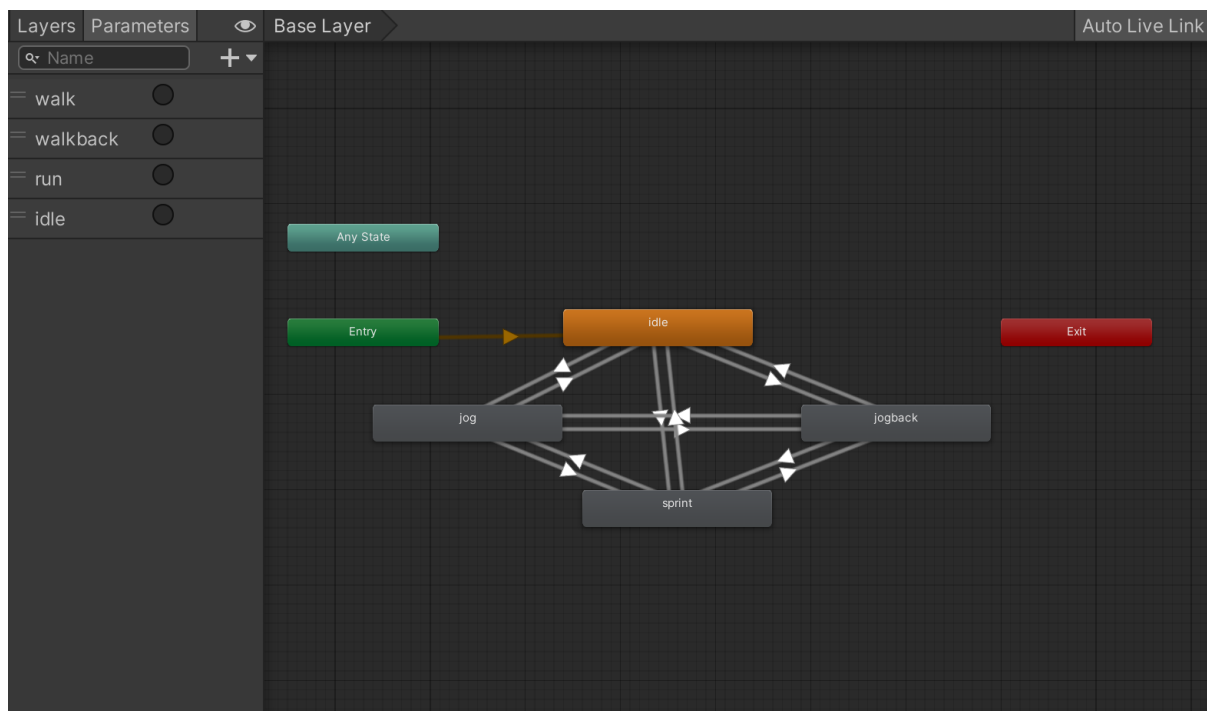 Layers Parameters Base Layer Auto Live Link
Name
walk
walkback
run
idle
Any State
Entry
idle
Exit
jog
jogback
sprint